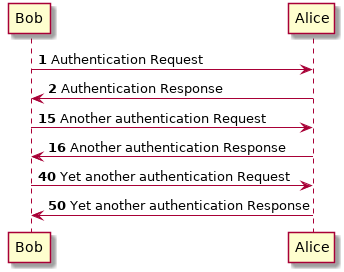 Bob Alice
1 Authentication Request
2 Authentication Response
15 Another authentication Request
16 Another authentication Response
40 Yet another authentication Request
50 Yet another authentication Response
Bob Alice